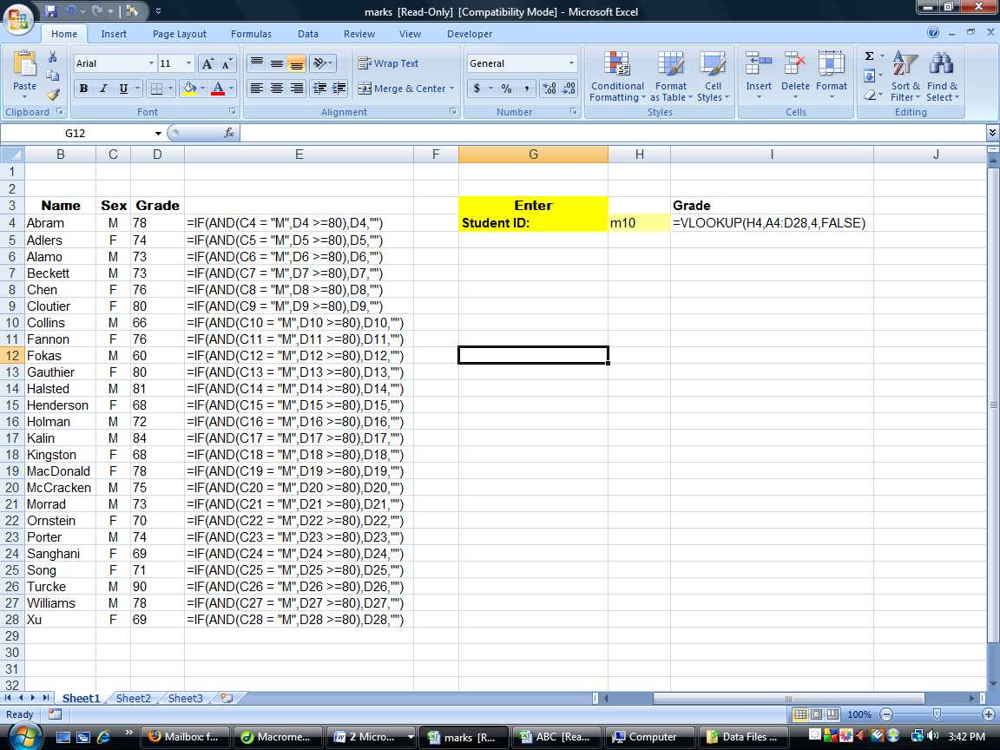 marks [Read-Only] [Compatibility Mode] - Microsoft Excel
Home Insert Page Layout Formulas Data Review View Developer
Paste
Clipboard
Arial 11
B I U
Font
Wrap Text
Merge & Center
Alignment
General
$ % ,
Number
Conditional Formatting
Format as Table
Cell Styles
Styles
Insert Delete Format
Cells
Sort & Filter
Find & Select
Editing
G12 fx
B C D E F G H I J
1
2
3 Name Sex Grade Enter Grade
4 Abram M 78 =IF(AND(C4 = "M",D4 >=80),D4,"") Student ID: m10 =VLOOKUP(H4,A4:D28,4,FALSE)
5 Adlers F 74 =IF(AND(C5 = "M",D5 >=80),D5,"")
6 Alamo M 73 =IF(AND(C6 = "M",D6 >=80),D6,"")
7 Beckett M 73 =IF(AND(C7 = "M",D7 >=80),D7,"")
8 Chen F 76 =IF(AND(C8 = "M",D8 >=80),D8,"")
9 Cloutier F 80 =IF(AND(C9 = "M",D9 >=80),D9,"")
10 Collins M 66 =IF(AND(C10 = "M",D10 >=80),D10,"")
11 Fannon F 76 =IF(AND(C11 = "M",D11 >=80),D11,"")
12 Fokas M 60 =IF(AND(C12 = "M",D12 >=80),D12,"")
13 Gauthier F 80 =IF(AND(C13 = "M",D13 >=80),D13,"")
14 Halsted M 81 =IF(AND(C14 = "M",D14 >=80),D14,"")
15 Henderson F 68 =IF(AND(C15 = "M",D15 >=80),D15,"")
16 Holman M 72 =IF(AND(C16 = "M",D16 >=80),D16,"")
17 Kalin M 84 =IF(AND(C17 = "M",D17 >=80),D17,"")
18 Kingston F 68 =IF(AND(C18 = "M",D18 >=80),D18,"")
19 MacDonald F 78 =IF(AND(C19 = "M",D19 >=80),D19,"")
20 McCracken M 75 =IF(AND(C20 = "M",D20 >=80),D20,"")
21 Morrad M 73 =IF(AND(C21 = "M",D21 >=80),D21,"")
22 Ornstein F 70 =IF(AND(C22 = "M",D22 >=80),D22,"")
23 Porter M 74 =IF(AND(C23 = "M",D23 >=80),D23,"")
24 Sanghani F 69 =IF(AND(C24 = "M",D24 >=80),D24,"")
25 Song F 71 =IF(AND(C25 = "M",D25 >=80),D25,"")
26 Turcke M 90 =IF(AND(C26 = "M",D26 >=80),D26,"")
27 Williams M 78 =IF(AND(C27 = "M",D27 >=80),D27,"")
28 Xu F 69 =IF(AND(C28 = "M",D28 >=80),D28,"")
29
30
31
32
Sheet1 Sheet2 Sheet3
Ready 100%
Mailbox: f... Macrome... 2 Micro... marks [R... ABC [Rea... Computer Data Files ... 3:42 PM